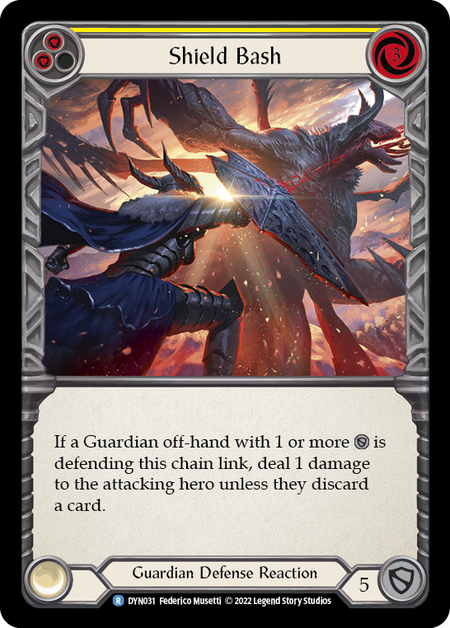 Shield Bash
3
If a Guardian off-hand with 1 or more is
defending this chain link, deal 1 damage
to the attacking hero unless they discard
a card.
Guardian Defense Reaction
5
R DYN031 Federico Musetti © 2022 Legend Story Studios